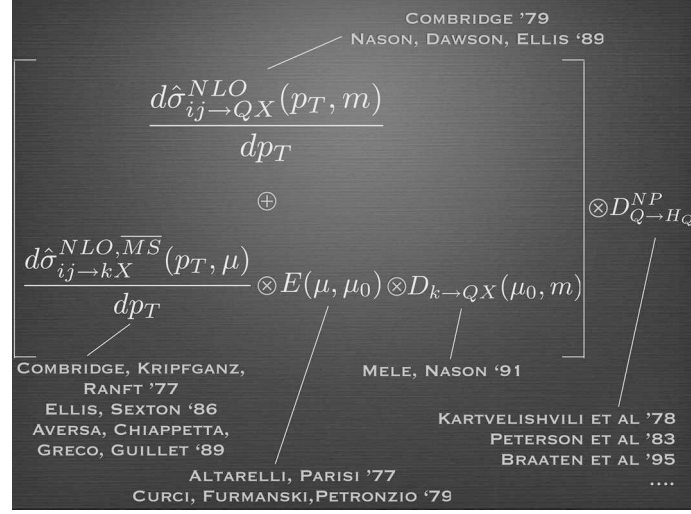 Combridge '79
Nason, Dawson, Ellis '89
dσ̂^{NLO}_{ij→QX}(p_T, m)
dp_T
⊕
⊗D^{NP}_{Q→H_Q}
dσ̂^{NLO,\overline{MS}}_{ij→kX}(p_T, μ)
dp_T
⊗E(μ, μ_0) ⊗D_{k→QX}(μ_0, m)
Combridge, Kripfganz,
Ranft '77
Ellis, Sexton '86
Aversa, Chiappetta,
Greco, Guillet '89
Mele, Nason '91
Altarelli, Parisi '77
Curci, Furmanski,Petronzio '79
Kartvelishvili et al '78
Peterson et al '83
Braaten et al '95
....